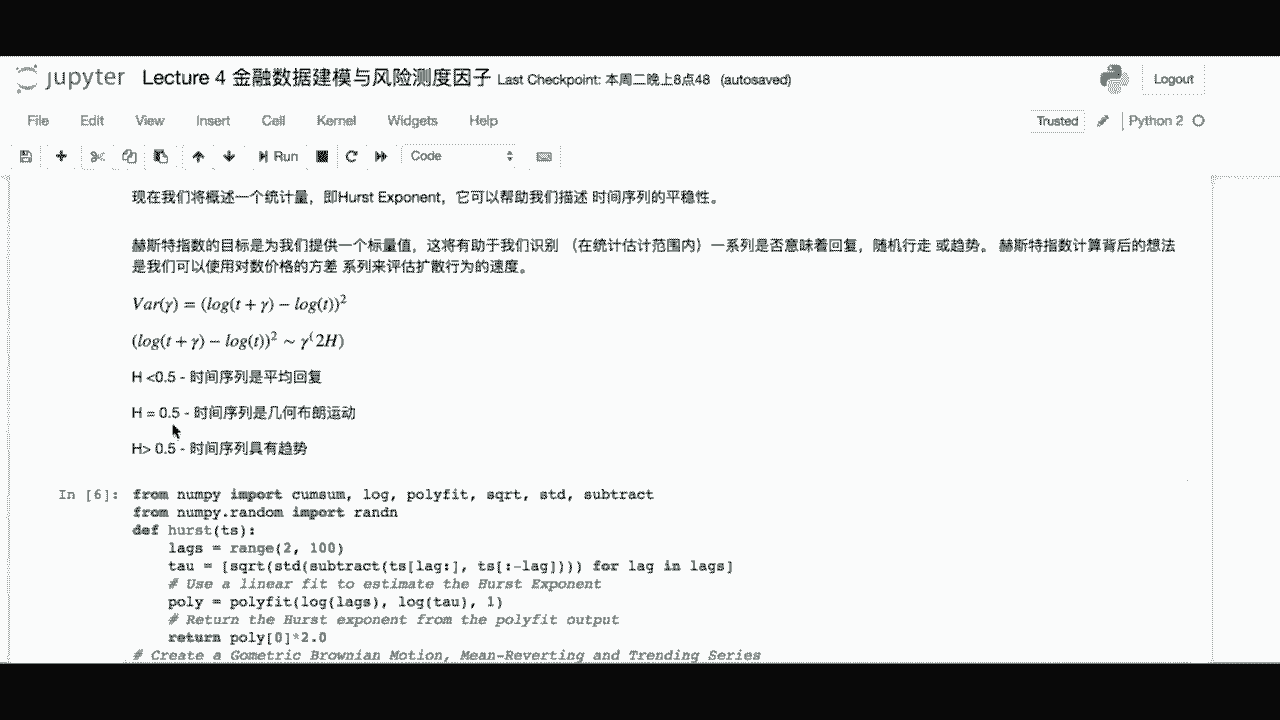 jupyter Lecture 4 金融数据建模与风险测度因子 Last Checkpoint: 本周二晚上8点48 (autosaved) Logout
File Edit View Insert Cell Kernel Widgets Help Trusted Python 2
Run Code
现在我们将概述一个统计量，即Hurst Exponent，它可以帮助我们描述 时间序列的平稳性。
赫斯特指数的目标是为我们提供一个标量值，这将有助于我们识别 （在统计估计范围内）一系列是否意味着回复，随机行走 或趋势。 赫斯特指数计算背后的想法
是我们可以使用对数价格的方差 系列来评估扩散行为的速度。
Var(γ) = (log(t + γ) − log(t))²
(log(t + γ) − log(t))² ~ γ⁽2H)
H <0.5 - 时间序列是平均回复
H = 0.5 - 时间序列是几何布朗运动
H> 0.5 - 时间序列具有趋势
In [6]: from numpy import cumsum, log, polyfit, sqrt, std, subtract
from numpy.random import randn
def hurst(ts):
lags = range(2, 100)
tau = [sqrt(std(subtract(ts[lag:], ts[:-lag]))) for lag in lags]
# Use a linear fit to estimate the Hurst Exponent
poly = polyfit(log(lags), log(tau), 1)
# Return the Hurst exponent from the polyfit output
return poly[0]*2.0
# Create a Gometric Brownian Motion, Mean-Reverting and Trending Series